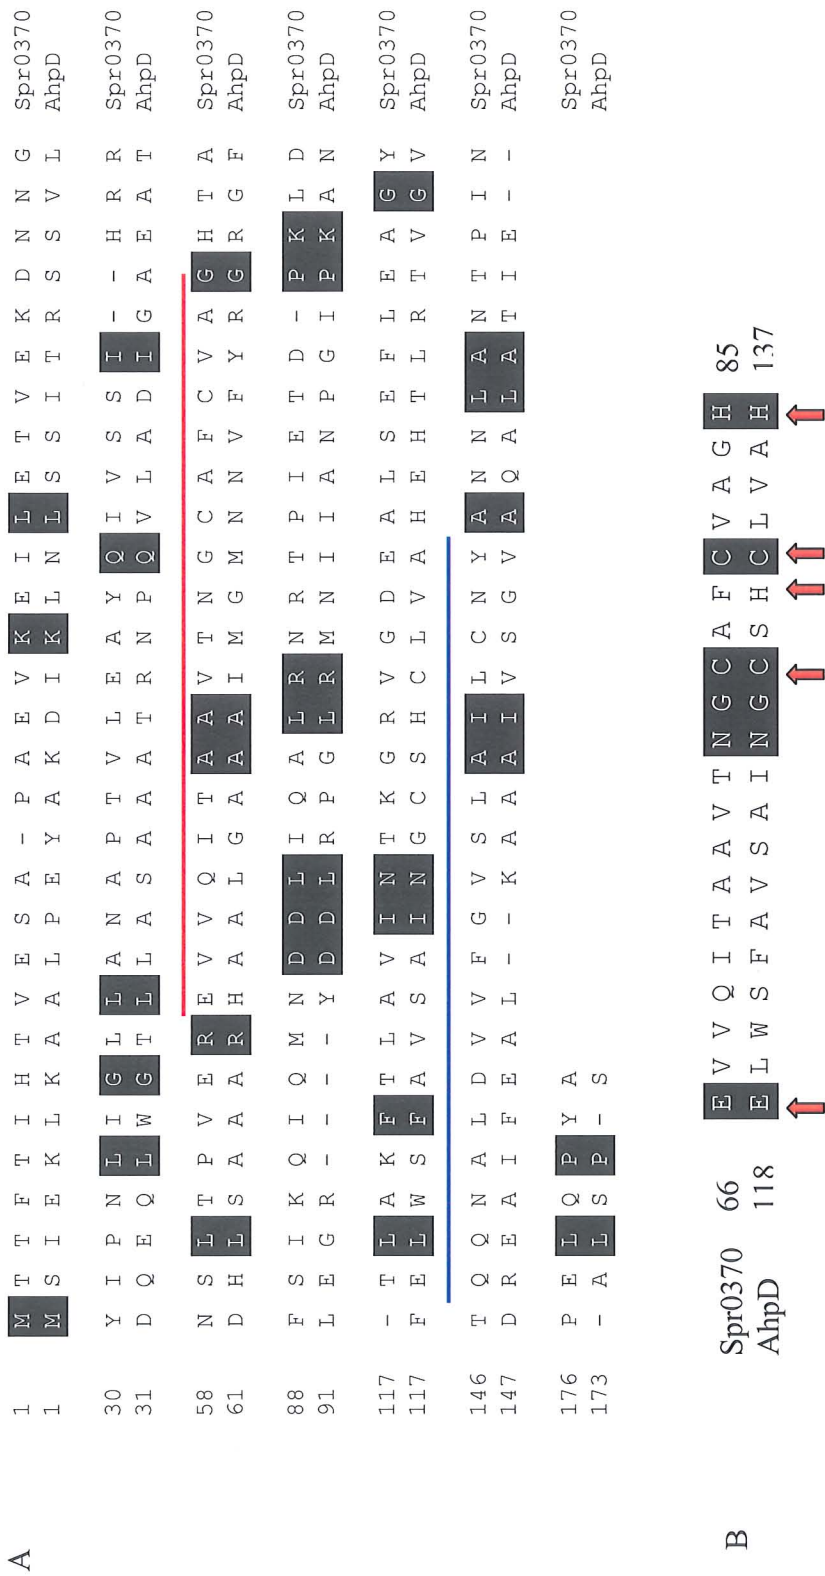 A
1 M T T F T I H T V E S A - P A E V K E I L E T V E K D N N G Spr0370
1 M S I E K L K A A L P E Y A K D I K L N L S S I T R S S V L AhpD
30 Y I P N L I G L L A N A P T V L E A Y Q I V S S I - - H R R Spr0370
31 D Q E Q L W G T L L A S A A A T R N P Q V L A D I G A E A T AhpD
58 N S L T P V E R E V V Q I T A A V T N G C A F C V A G H T A Spr0370
61 D H L S A A A R H A A L G A A A I M G M N N V F Y R G R G F AhpD
88 F S I K Q I Q M N D D L I Q A L R N R T P I E T D - P K L D Spr0370
91 L E G R - - - - Y D D L R P G L R M N I I A N P G I P K A N AhpD
117 - T L A K F T L A V I N T K G R V G D E A L S E F L E A G Y Spr0370
117 F E L W S F A V S A I N G C S H C L V A H E H T L R T V G V AhpD
146 T Q Q N A L D V V F G V S L A I L C N Y A N N L A N T P I N Spr0370
147 D R E A I F E A L - - K A A A I V S G V A Q A L A T I E - - AhpD
176 P E L Q P Y A Spr0370
173 - A L S P - S AhpD
B
Spr0370 66 E V V Q I T A A V T N G C A F C V A G H 85
AhpD 118 E L W S F A V S A I N G C S H C L V A H 137